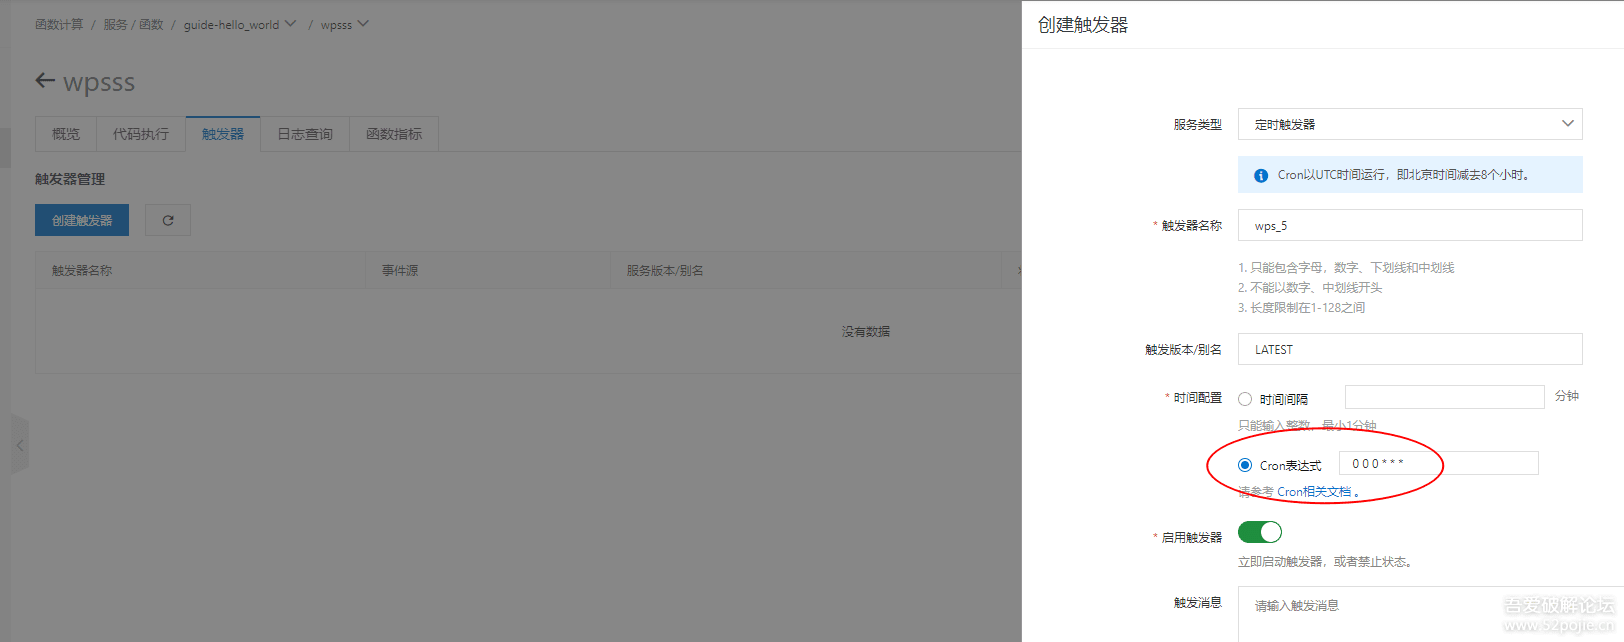 函数计算 / 服务 / 函数 / guide-hello_world / wpsss
wpsss
概览 代码执行 触发器 日志查询 函数指标
触发器管理
创建触发器
触发器名称 事件源 服务版本/别名
没有数据
创建触发器
服务类型 定时触发器
Cron以UTC时间运行，即北京时间减去8个小时。
* 触发器名称 wps_5
1. 只能包含字母，数字、下划线和中划线
2. 不能以数字、中划线开头
3. 长度限制在1-128之间
触发版本/别名 LATEST
* 时间配置 时间间隔 分钟
只能输入整数，最小1分钟
Cron表达式 0 0 0 * * *
请参考 Cron相关文档 。
* 启用触发器
立即启动触发器，或者禁止状态。
触发消息 请输入触发消息
吾爱破解论坛
www.52pojie.cn